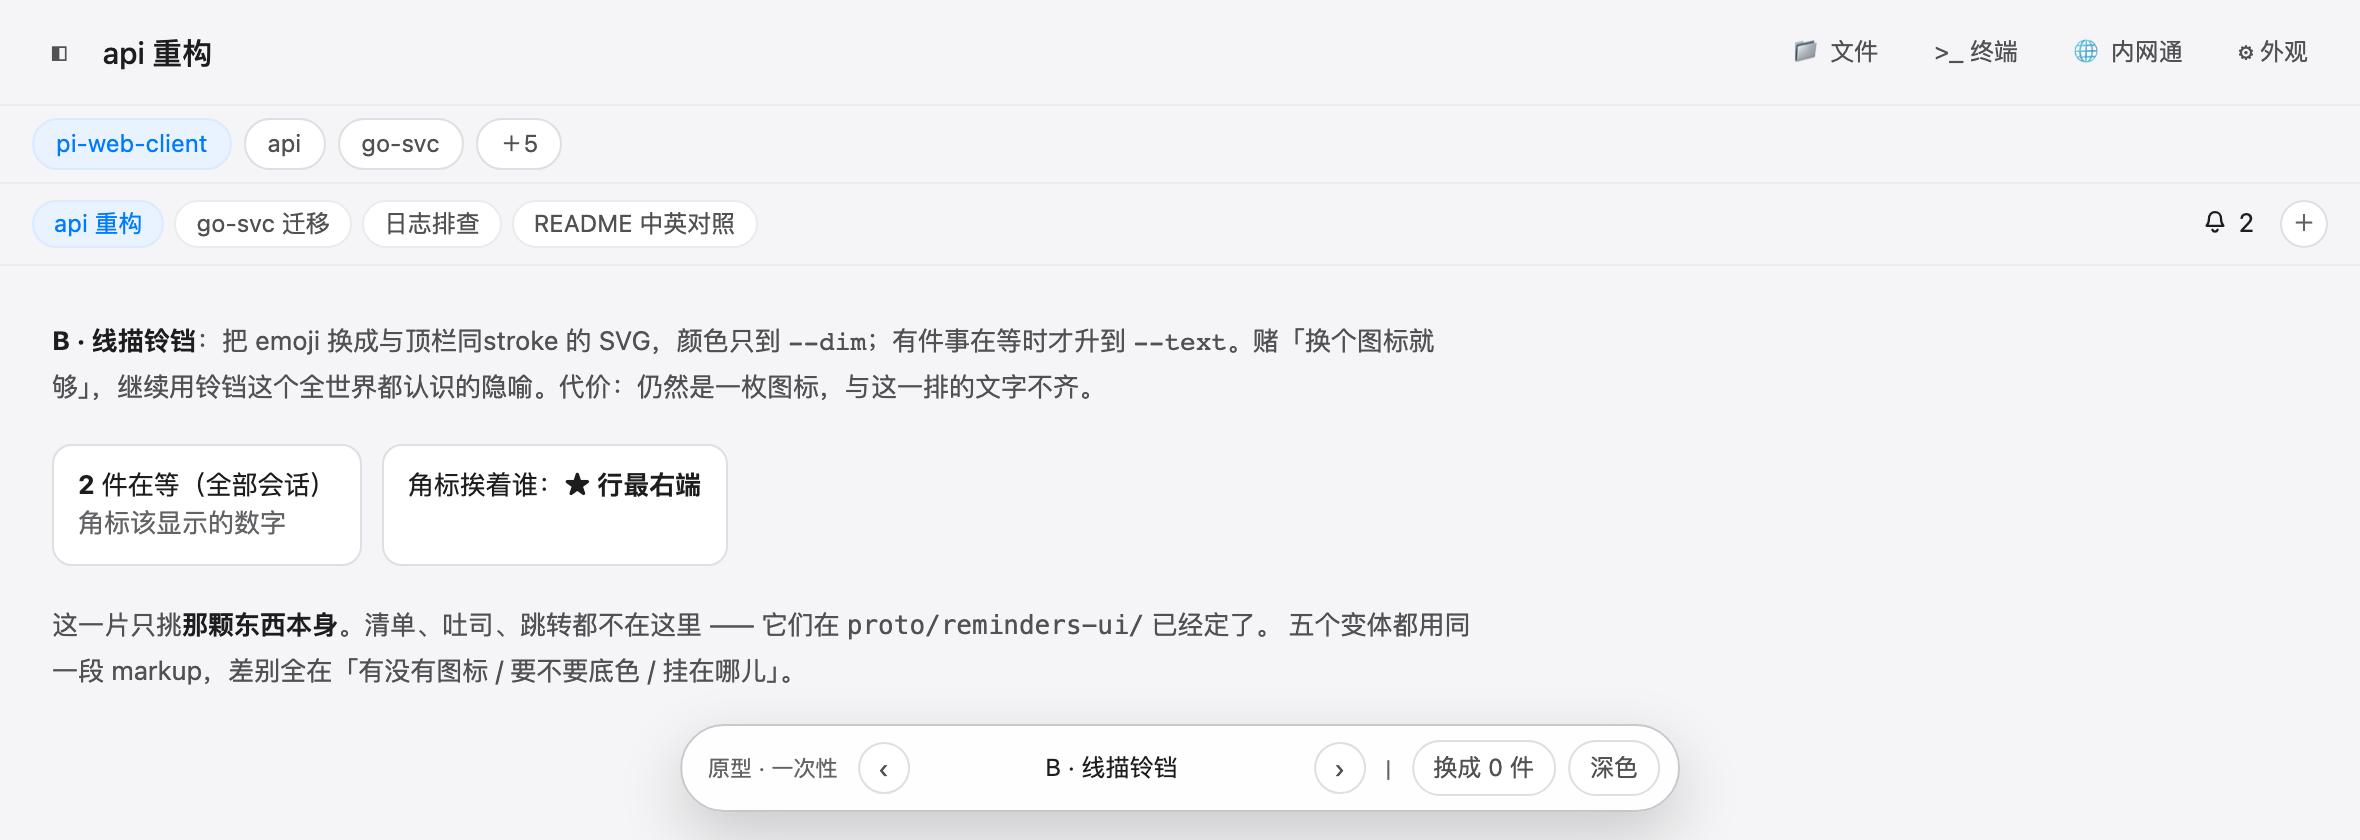 api 重构
文件 >_ 终端 内网通 外观
pi-web-client api go-svc +5
api 重构 go-svc 迁移 日志排查 README 中英对照 2 +
B · 线描铃铛：把 emoji 换成与顶栏同stroke 的 SVG，颜色只到 --dim；有件事在等时才升到 --text。赌「换个图标就
够」，继续用铃铛这个全世界都认识的隐喻。代价：仍然是一枚图标，与这一排的文字不齐。
2 件在等（全部会话）
角标该显示的数字
角标挨着谁：★ 行最右端
这一片只挑那颗东西本身。清单、吐司、跳转都不在这里 —— 它们在 proto/reminders-ui/ 已经定了。 五个变体都用同
一段 markup，差别全在「有没有图标 / 要不要底色 / 挂在哪儿」。
原型 · 一次性 ‹ B · 线描铃铛 › | 换成 0 件 深色